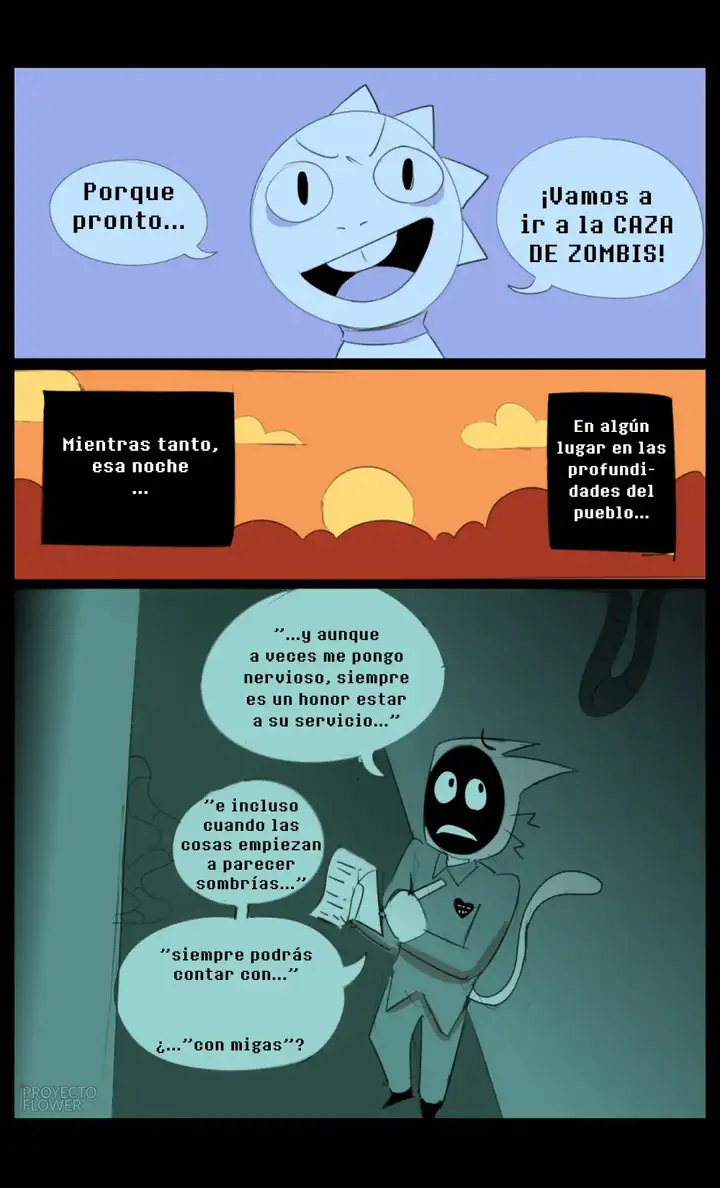 Porque
pronto...
¡Vamos a
ir a la CAZA
DE ZOMBIS!
Mientras tanto,
esa noche
...
En algún
lugar en las
profundi-
dades del
pueblo...
"...y aunque
a veces me pongo
nervioso, siempre
es un honor estar
a su servicio..."
"e incluso
cuando las
cosas empiezan
a parecer
sombrías..."
"siempre podrás
contar con..."
¿..."con migas"?
PROYECTO
FLOWER